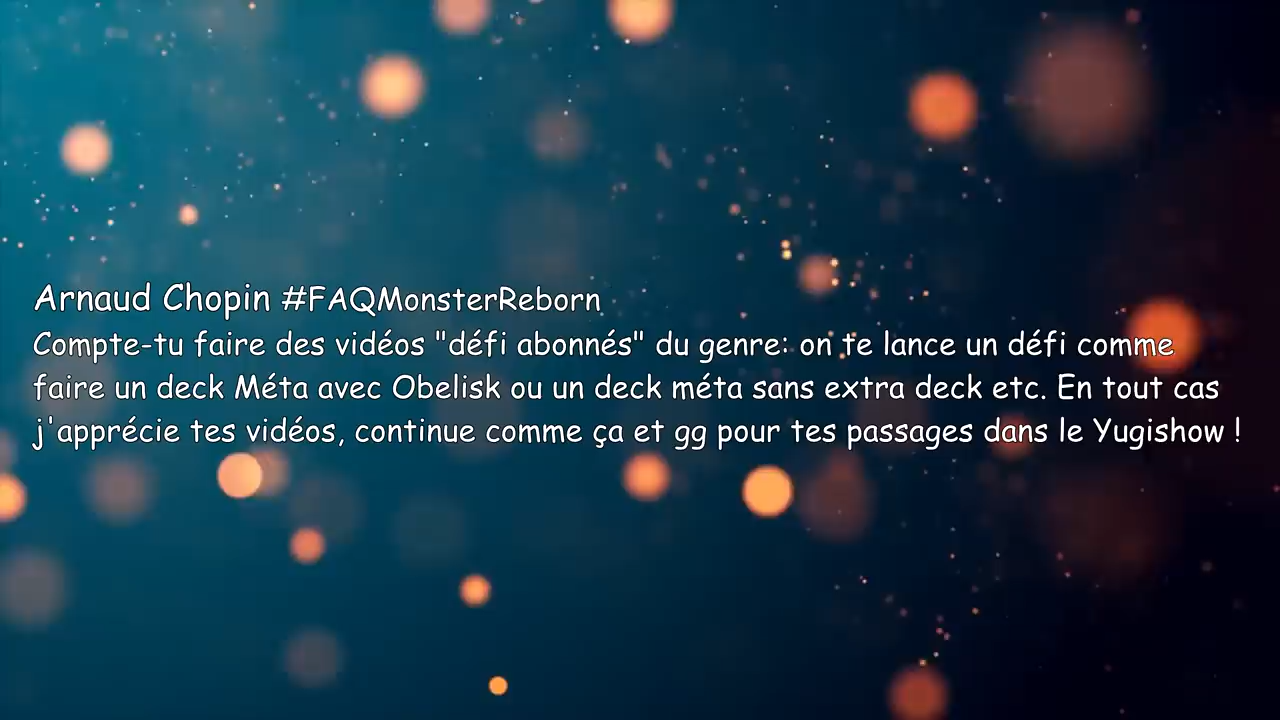 Arnaud Chopin #FAQMonsterReborn
Compte-tu faire des vidéos "défi abonnés" du genre: on te lance un défi comme
faire un deck Méta avec Obelisk ou un deck méta sans extra deck etc. En tout cas
j'apprécie tes vidéos, continue comme ça et gg pour tes passages dans le Yugishow !